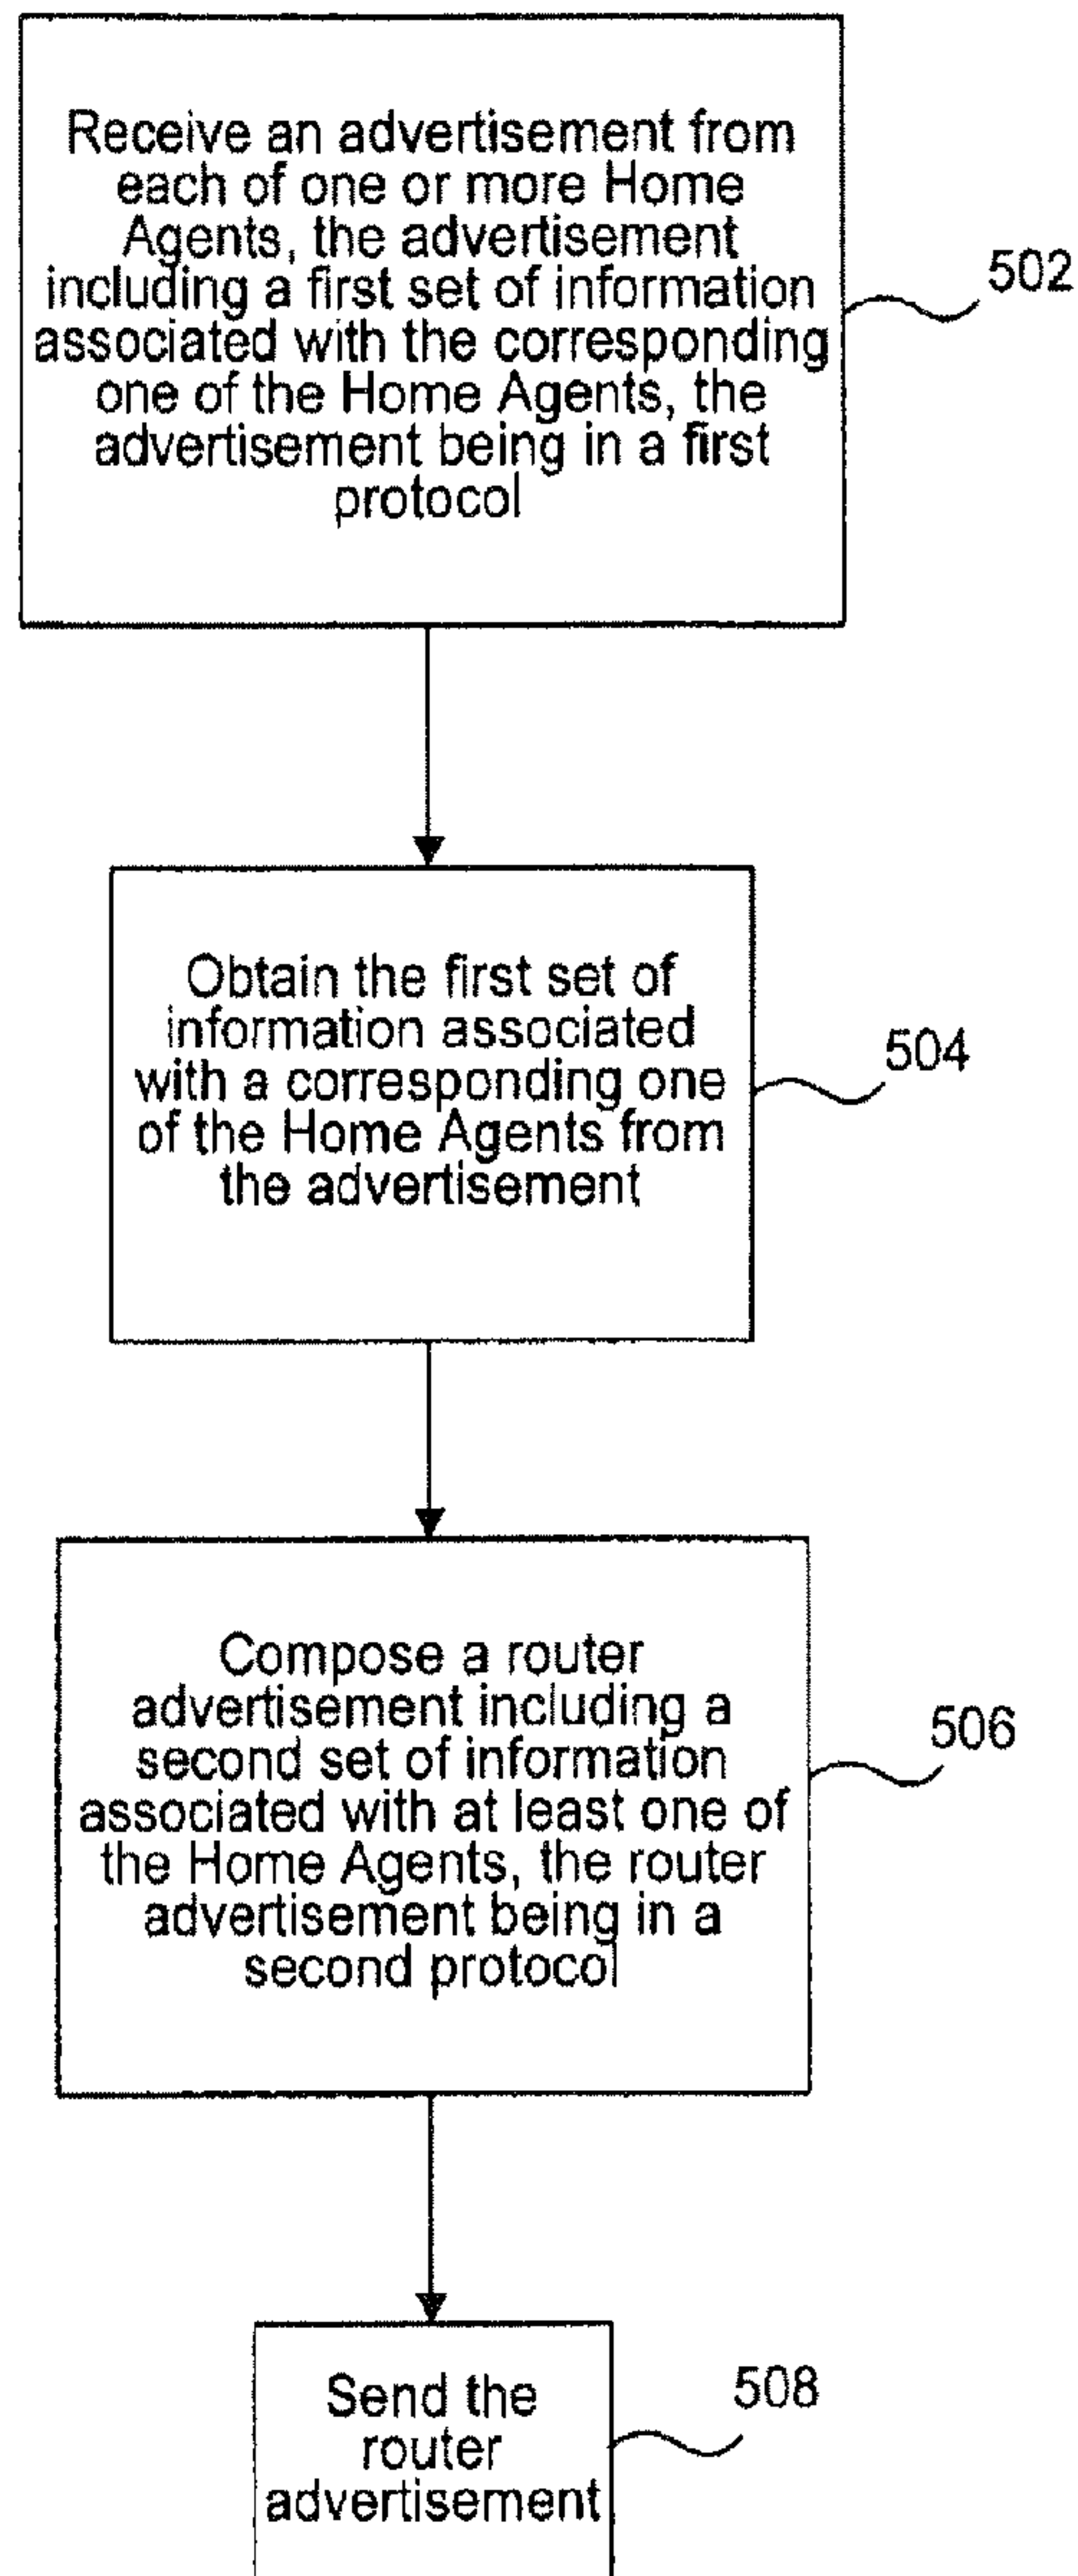 Receive an advertisement from
each of one or more Home
Agents, the advertisement
including a first set of information
associated with the corresponding
one of the Home Agents, the
advertisement being in a first
protocol
502
Obtain the first set of
information associated
with a corresponding one
of the Home Agents from
the advertisement
504
Compose a router
advertisement including a
second set of information
associated with at least one of
the Home Agents, the router
advertisement being in a
second protocol
506
Send the
router
advertisement
508